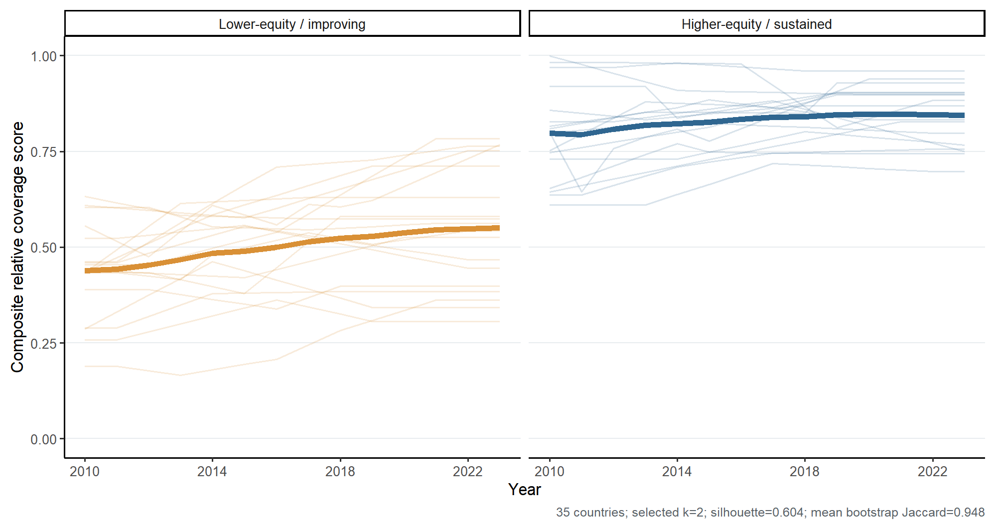 Lower-equity / improving
Higher-equity / sustained
Composite relative coverage score
1.00
0.75
0.50
0.25
0.00
2010 2014 2018 2022
2010 2014 2018 2022
Year
35 countries; selected k=2; silhouette=0.604; mean bootstrap Jaccard=0.948